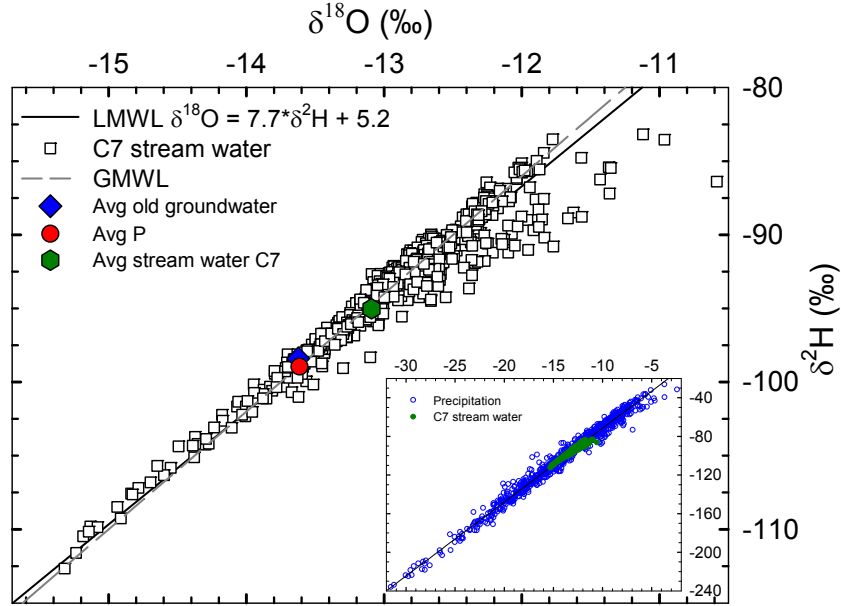 δ18O (‰)
-15 -14 -13 -12 -11
-80
LMWL δ18O = 7.7*δ2H + 5.2
C7 stream water
GMWL
Avg old groundwater
Avg P
Avg stream water C7
-90
δ2H (‰)
-100
-30 -25 -20 -15 -10 -5
Precipitation
C7 stream water
-40
-80
-120
-160
-200
-240
-110